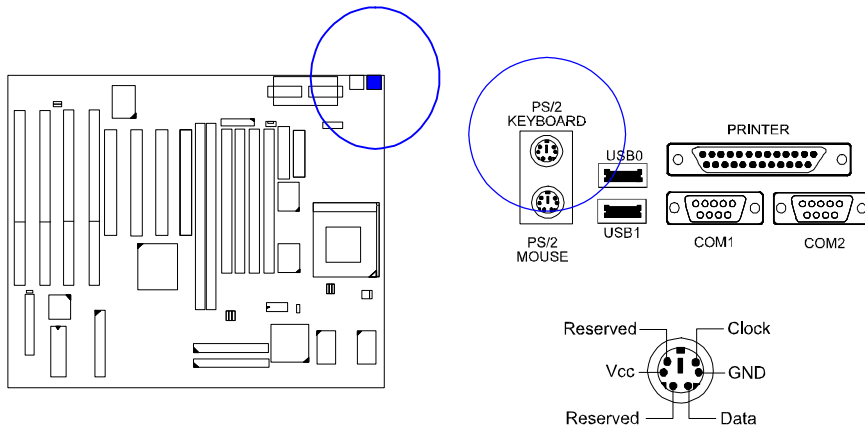 PS/2
KEYBOARD
USB0
PRINTER
USB1
PS/2
MOUSE
COM1
COM2
Reserved
Clock
Vcc
GND
Reserved
Data